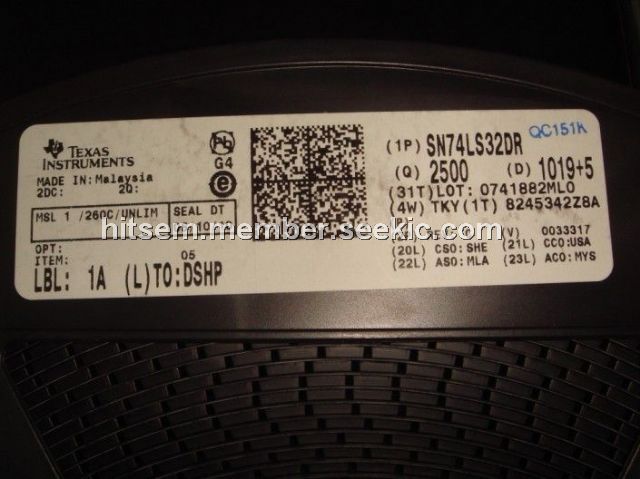 TEXAS
INSTRUMENTS
MADE IN: Malaysia
2DC: 2Q:
MSL 1 /260C/UNLIM SEAL DT
OPT:
ITEM: 05
LBL: 1A (L)TO:DSHP
Pb
G4
e
(1P) SN74LS32DR
QC151K
(Q) 2500 (D) 1019+5
(31T)LOT: 0741882MLO
(4W) TKY(1T) 8245342Z8A
(V) 0033317
(20L) CSO:SHE (21L) CCO:USA
(22L) ASO:MLA (23L) ACO:MYS
hitsem.member.seekic.com